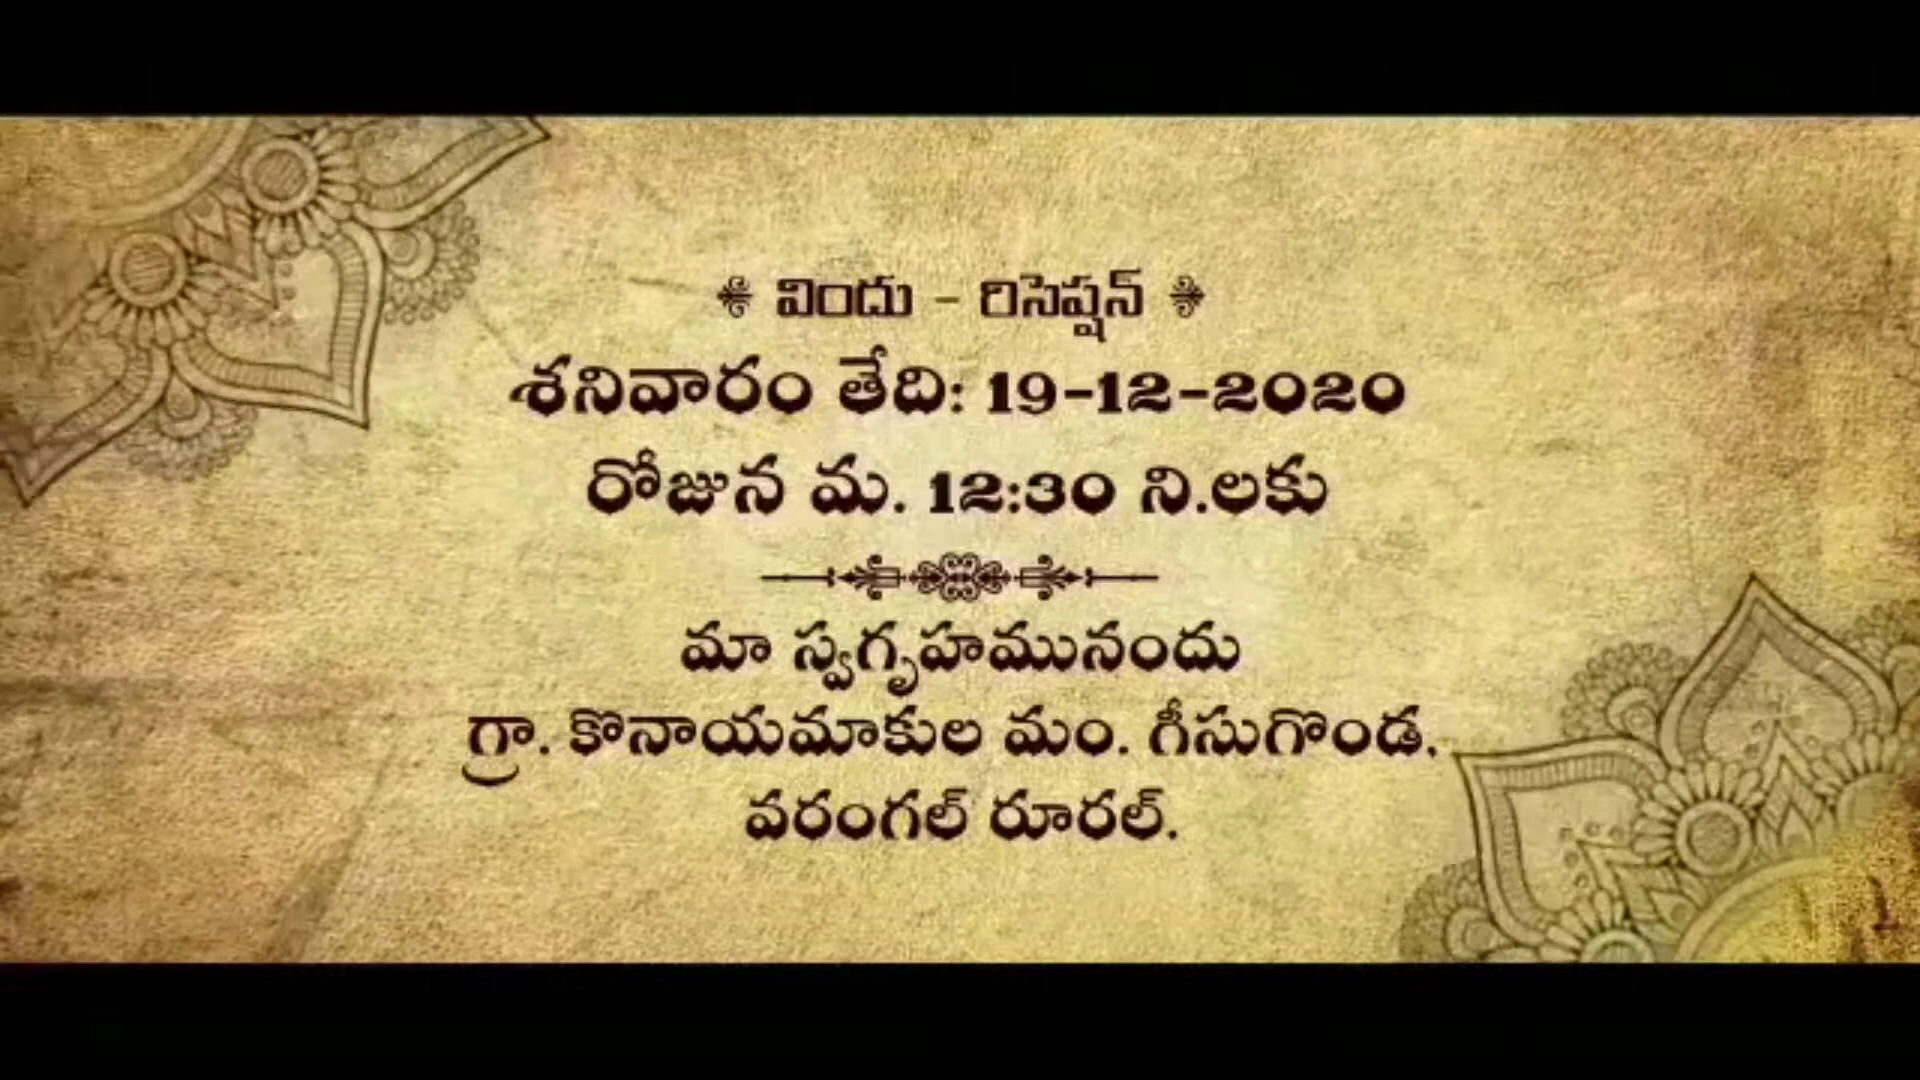 విందు - రిసెప్షన్
శనివారం తేది: 19-12-2020
రోజున మ. 12:30 ని.లకు
మా స్వగృహమునందు
గ్రా. కొనాయమాకుల మం. గీసుగొండ,
వరంగల్ రూరల్.